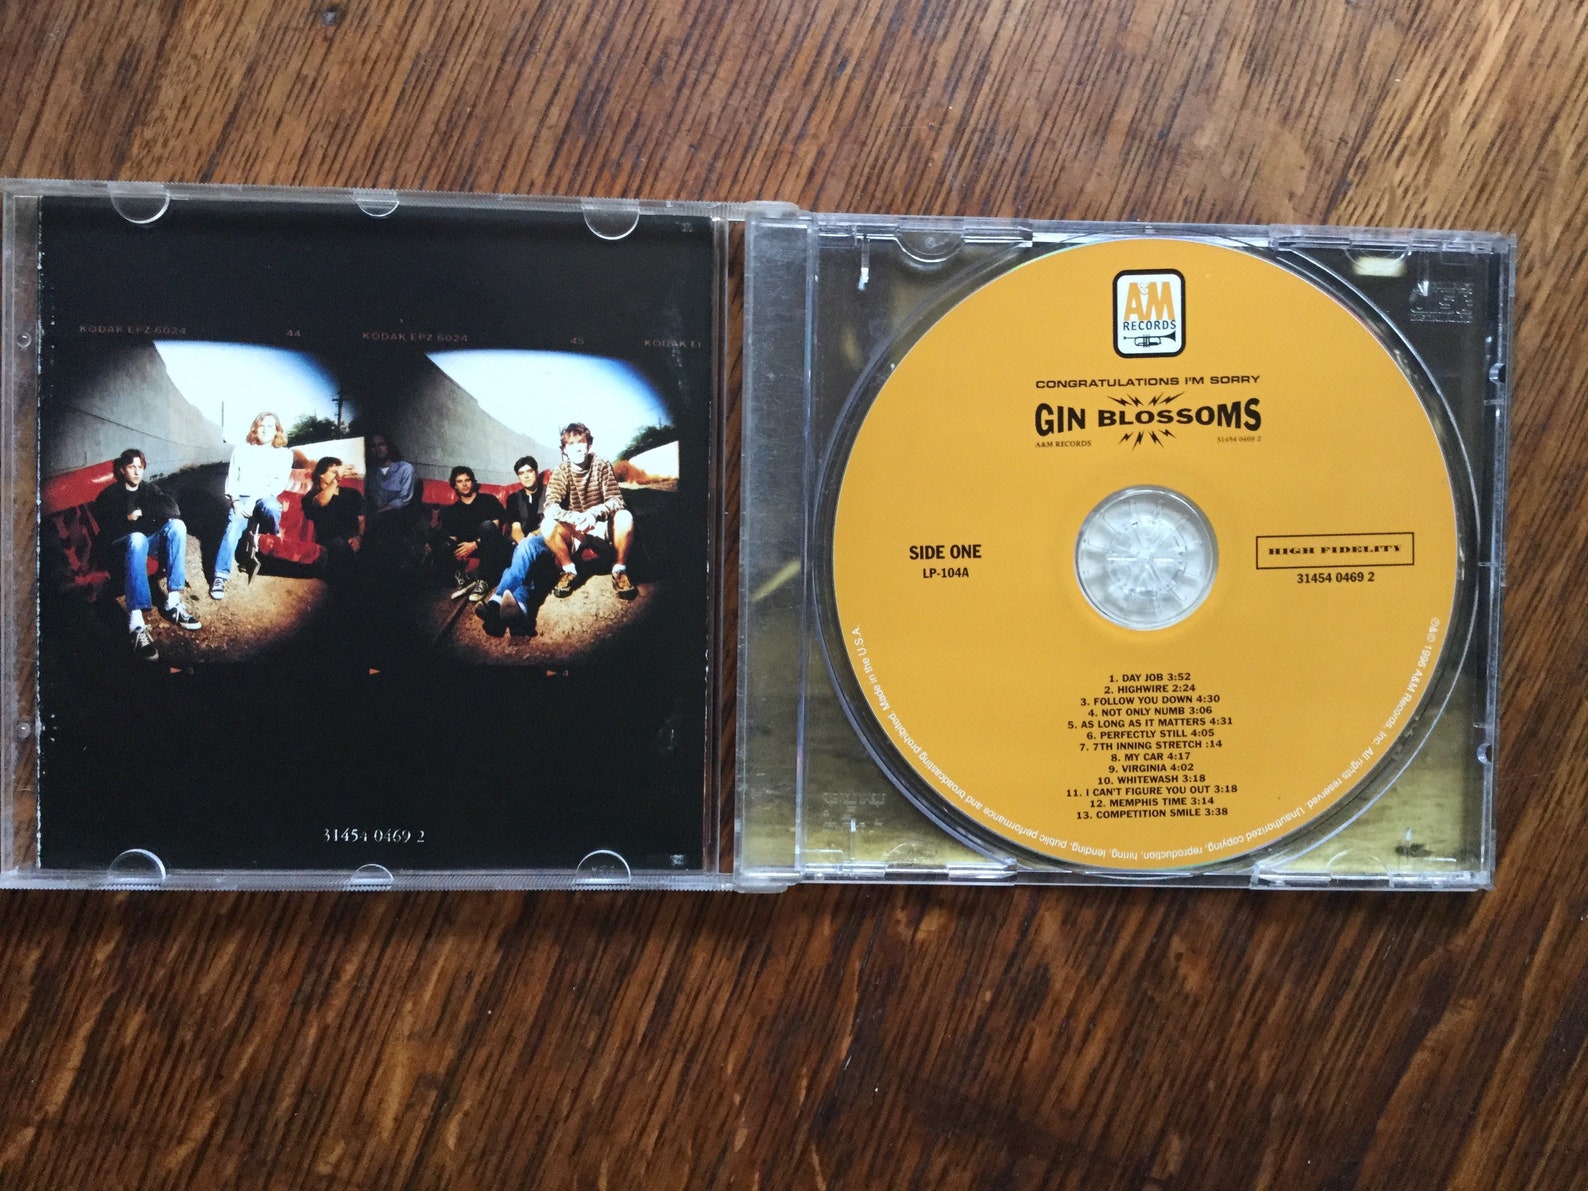 KODAK EPZ 6024
44
KODAK EPZ 6024
45
KODAK E
4
31454 0469 2
A&M
RECORDS
CONGRATULATIONS I'M SORRY
GIN BLOSSOMS
A&M RECORDS
31454 0469 2
SIDE ONE
LP-104A
HIGH FIDELITY
31454 0469 2
1. DAY JOB 3:52
2. HIGHWIRE 2:24
3. FOLLOW YOU DOWN 4:30
4. NOT ONLY NUMB 3:06
5. AS LONG AS IT MATTERS 4:31
6. PERFECTLY STILL 4:05
7. 7TH INNING STRETCH :14
8. MY CAR 4:17
9. VIRGINIA 4:02
10. WHITEWASH 3:18
11. I CAN'T FIGURE YOU OUT 3:18
12. MEMPHIS TIME 3:14
13. COMPETITION SMILE 3:38
℗&© 1996 A&M Records, Inc. All rights reserved. Unauthorized copying, reproduction, hiring, lending, public performance and broadcasting prohibited. Made in the U.S.A.